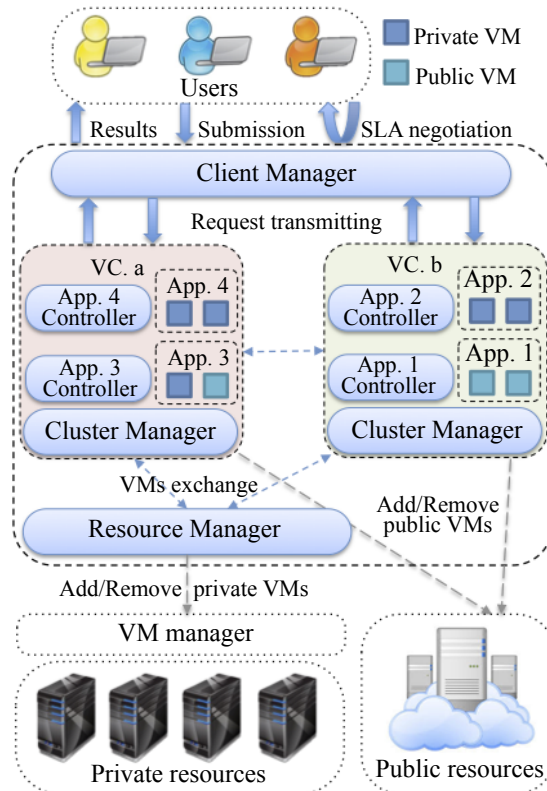 Private VM
Public VM
Users
Results
Submission
SLA negotiation
Client Manager
Request transmitting
VC. a
App. 4
Controller
App. 4
App. 3
Controller
App. 3
Cluster Manager
VC. b
App. 2
Controller
App. 2
App. 1
Controller
App. 1
Cluster Manager
VMs exchange
Resource Manager
Add/Remove
public VMs
Add/Remove private VMs
VM manager
Private resources
Public resources